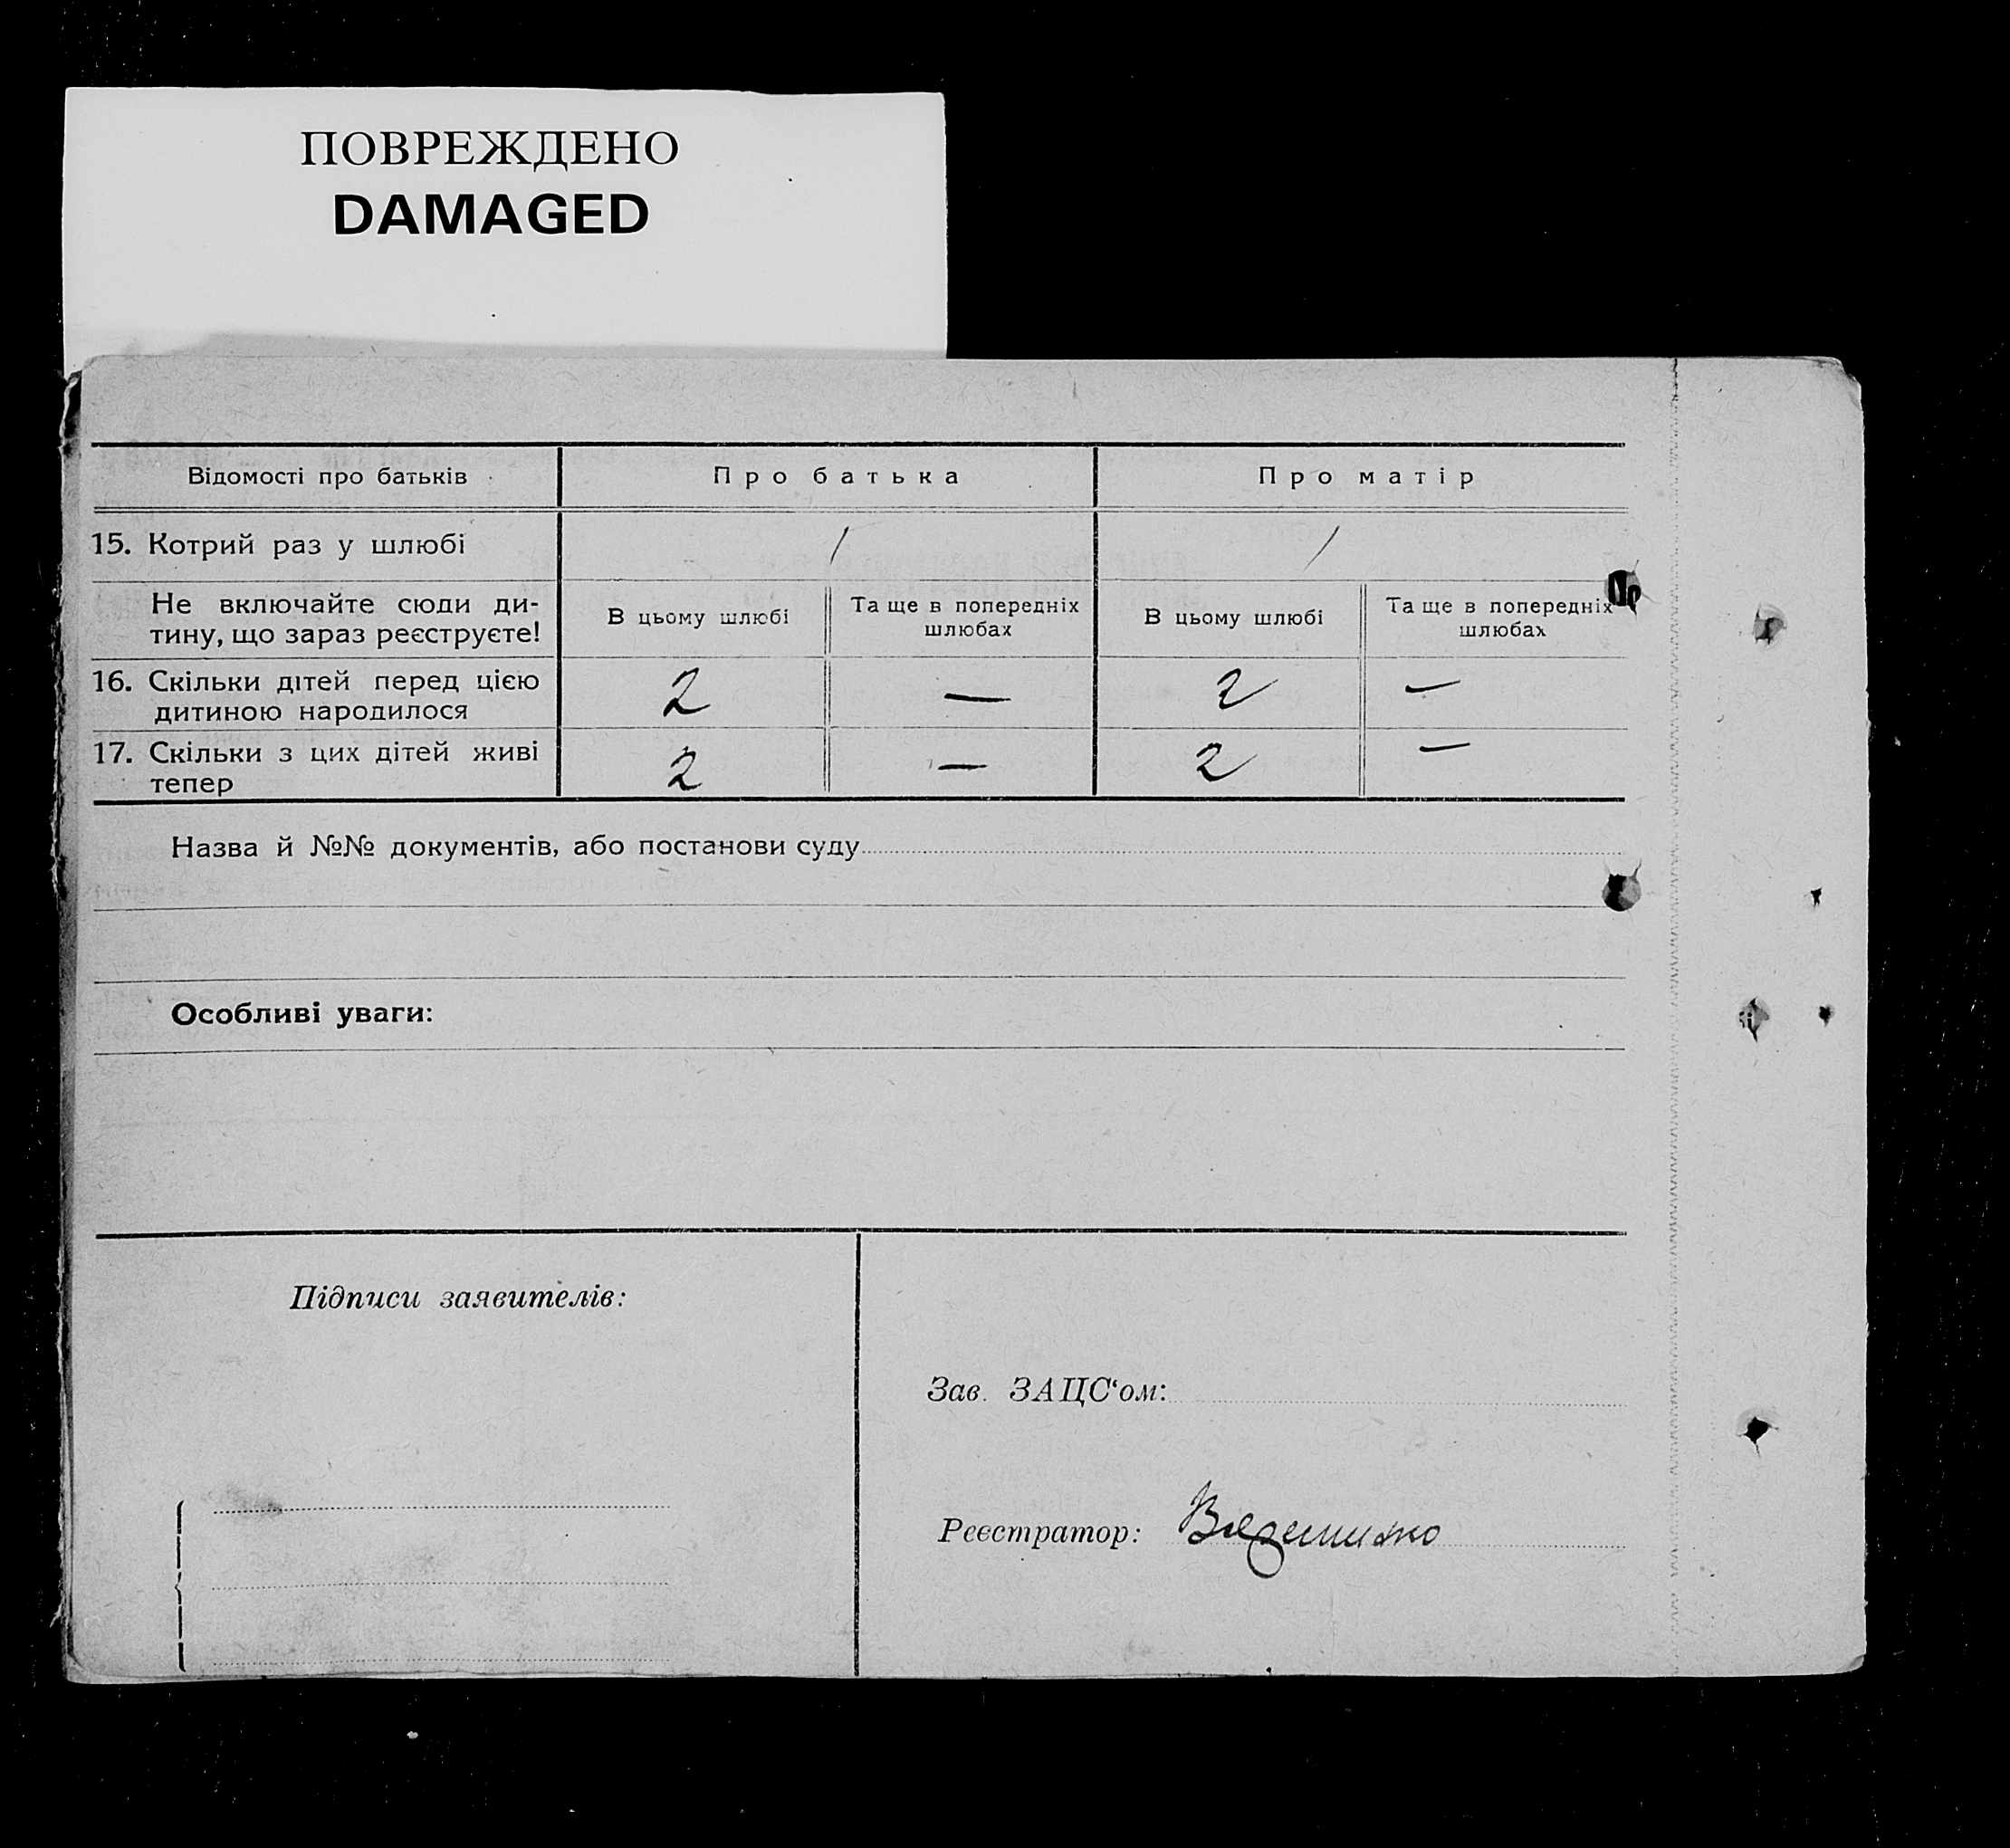 ПОВРЕЖДЕНО
DAMAGED
Відомості про батьків
Про батька
Про матір
15. Котрий раз у шлюбі
/
/
Не включайте сюди ди-
тину, що зараз реєструєте!
В цьому шлюбі
Та ще в попередніх
шлюбах
В цьому шлюбі
Та ще в попередніх
шлюбах
16. Скільки дітей перед цією
дитиною народилося
2
—
2
—
17. Скільки з цих дітей живі
тепер
2
—
2
—
Назва й №№ документів, або постанови суду
Особливі уваги:
Підписи заявителів:
Зав. ЗАЦС‘ом:
Реєстратор: